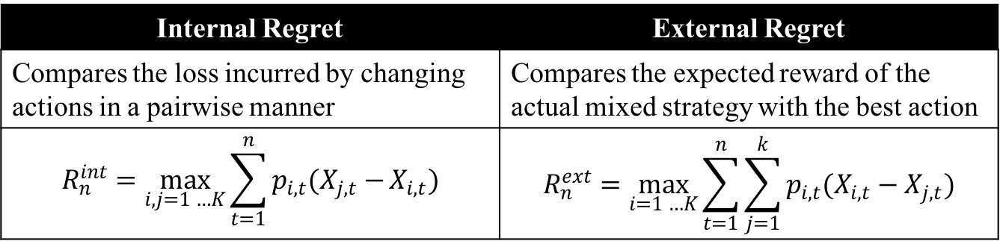 Internal Regret
External Regret
Compares the loss incurred by changing
actions in a pairwise manner
Compares the expected reward of the
actual mixed strategy with the best action
$R_n^{int} = \max_{i,j=1 \ldots K} \sum_{t=1}^{n} p_{i,t}(X_{j,t} - X_{i,t})$
$R_n^{ext} = \max_{i=1 \ldots K} \sum_{t=1}^{n} \sum_{j=1}^{k} p_{i,t}(X_{i,t} - X_{j,t})$